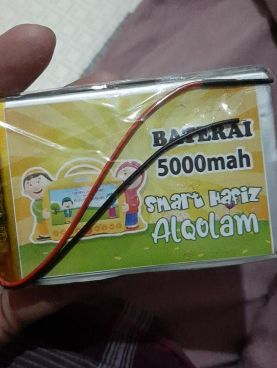 BATERAI
5000mah
SMART HAFIZ
ALQOLAM